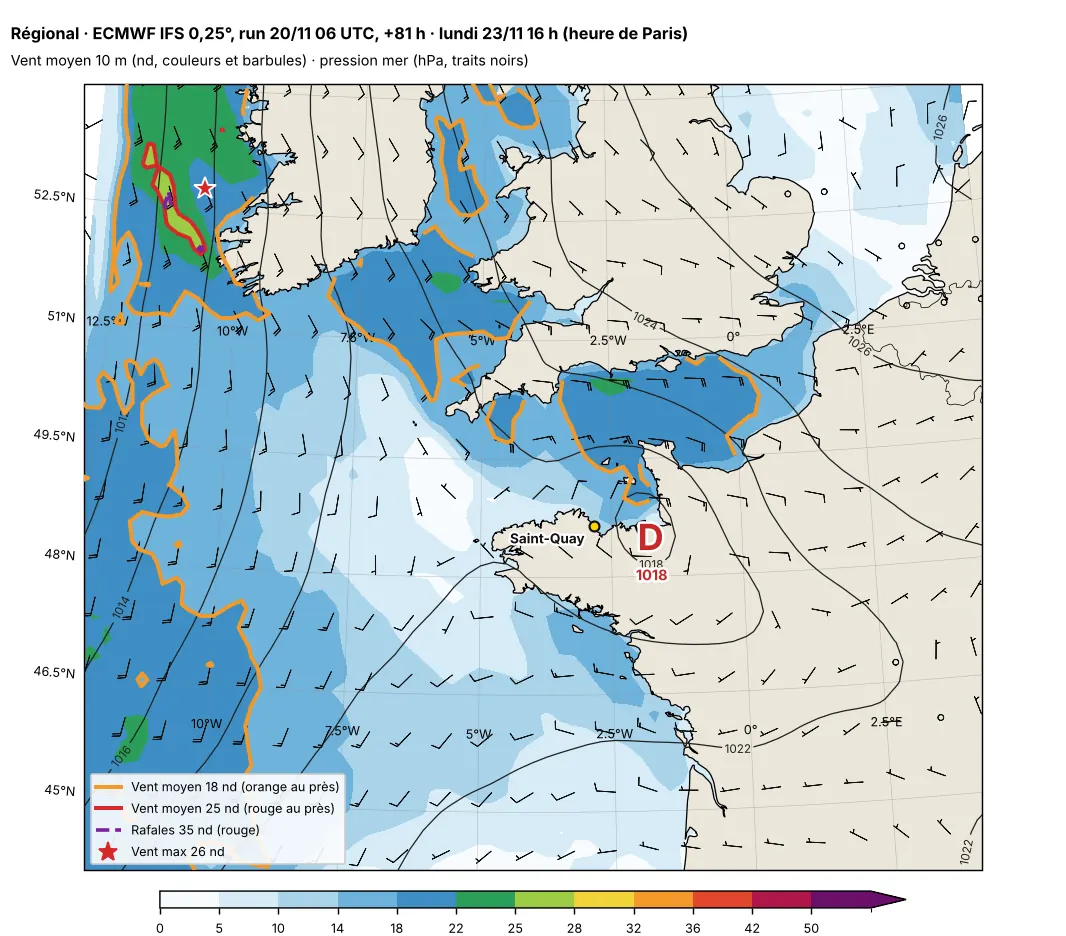 Régional · ECMWF IFS 0,25°, run 20/11 06 UTC, +81 h · lundi 23/11 16 h (heure de Paris)
Vent moyen 10 m (nd, couleurs et barbules) · pression mer (hPa, traits noirs)
1026
52.5°N
51°N
12.5°
10°W
7.5°W
5°W
2.5°W
0°
2.5°E
1024
1026
1012
49.5°N
48°N
Saint-Quay
D
1018
1018
1014
46.5°N
10°W
7.5°W
5°W
2.5°W
0°
2.5°E
1022
1016
45°N
1022
Vent moyen 18 nd (orange au près)
Vent moyen 25 nd (rouge au près)
Rafales 35 nd (rouge)
Vent max 26 nd
0 5 10 14 18 22 25 28 32 36 42 50